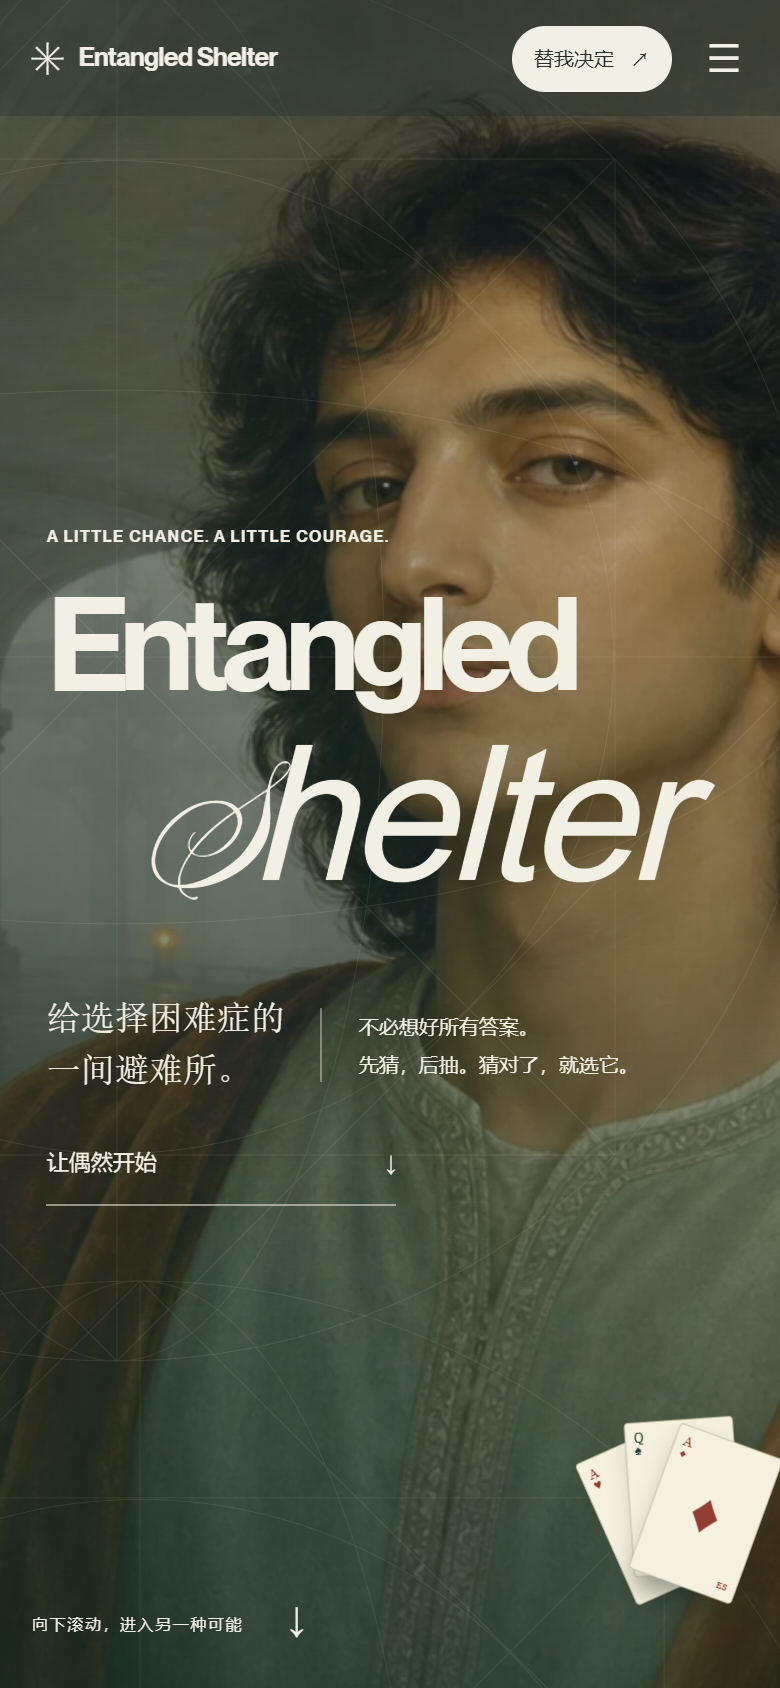 Entangled Shelter
替我决定 ↗
A LITTLE CHANCE. A LITTLE COURAGE.
Entangled
Shelter
给选择困难症的
一间避难所。
不必想好所有答案。
先猜，后抽。猜对了，就选它。
让偶然开始 ↓
A
Q
A
ES
向下滚动，进入另一种可能 ↓